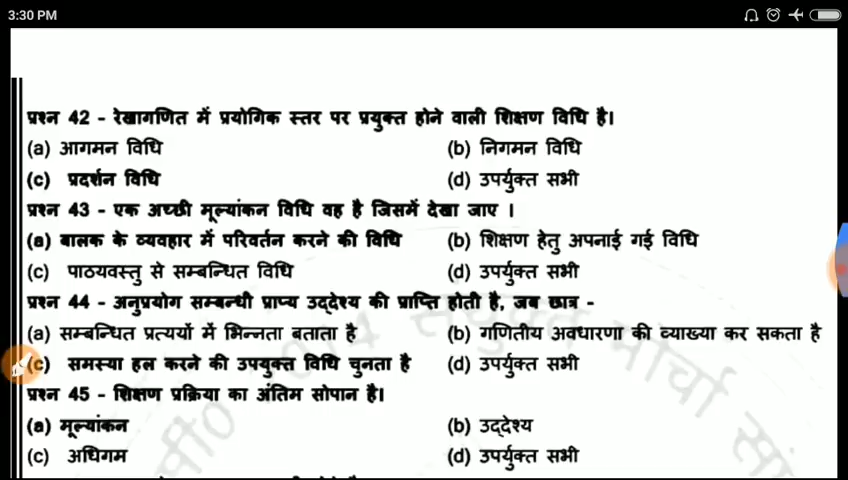 3:30 PM
प्रश्न 42 - रेखागणित में प्रयोगिक स्तर पर प्रयुक्त होने वाली शिक्षण विधि है।
(a) आगमन विधि (b) निगमन विधि
(c) प्रदर्शन विधि (d) उपर्युक्त सभी
प्रश्न 43 - एक अच्छी मूल्यांकन विधि वह है जिसमें देखा जाए ।
(a) बालक के व्यवहार में परिवर्तन करने की विधि (b) शिक्षण हेतु अपनाई गई विधि
(c) पाठयवस्तु से सम्बन्धित विधि (d) उपर्युक्त सभी
प्रश्न 44 - अनुप्रयोग सम्बन्धी प्राप्य उद्देश्य की प्राप्ति होती है, जब छात्र -
(a) सम्बन्धित प्रत्ययों में भिन्नता बताता है (b) गणितीय अवधारणा की व्याख्या कर सकता है
(c) समस्या हल करने की उपयुक्त विधि चुनता है (d) उपर्युक्त सभी
प्रश्न 45 - शिक्षण प्रक्रिया का अंतिम सोपान है।
(a) मूल्यांकन (b) उद्देश्य
(c) अधिगम (d) उपर्युक्त सभी
संयुक्त मोर्चा